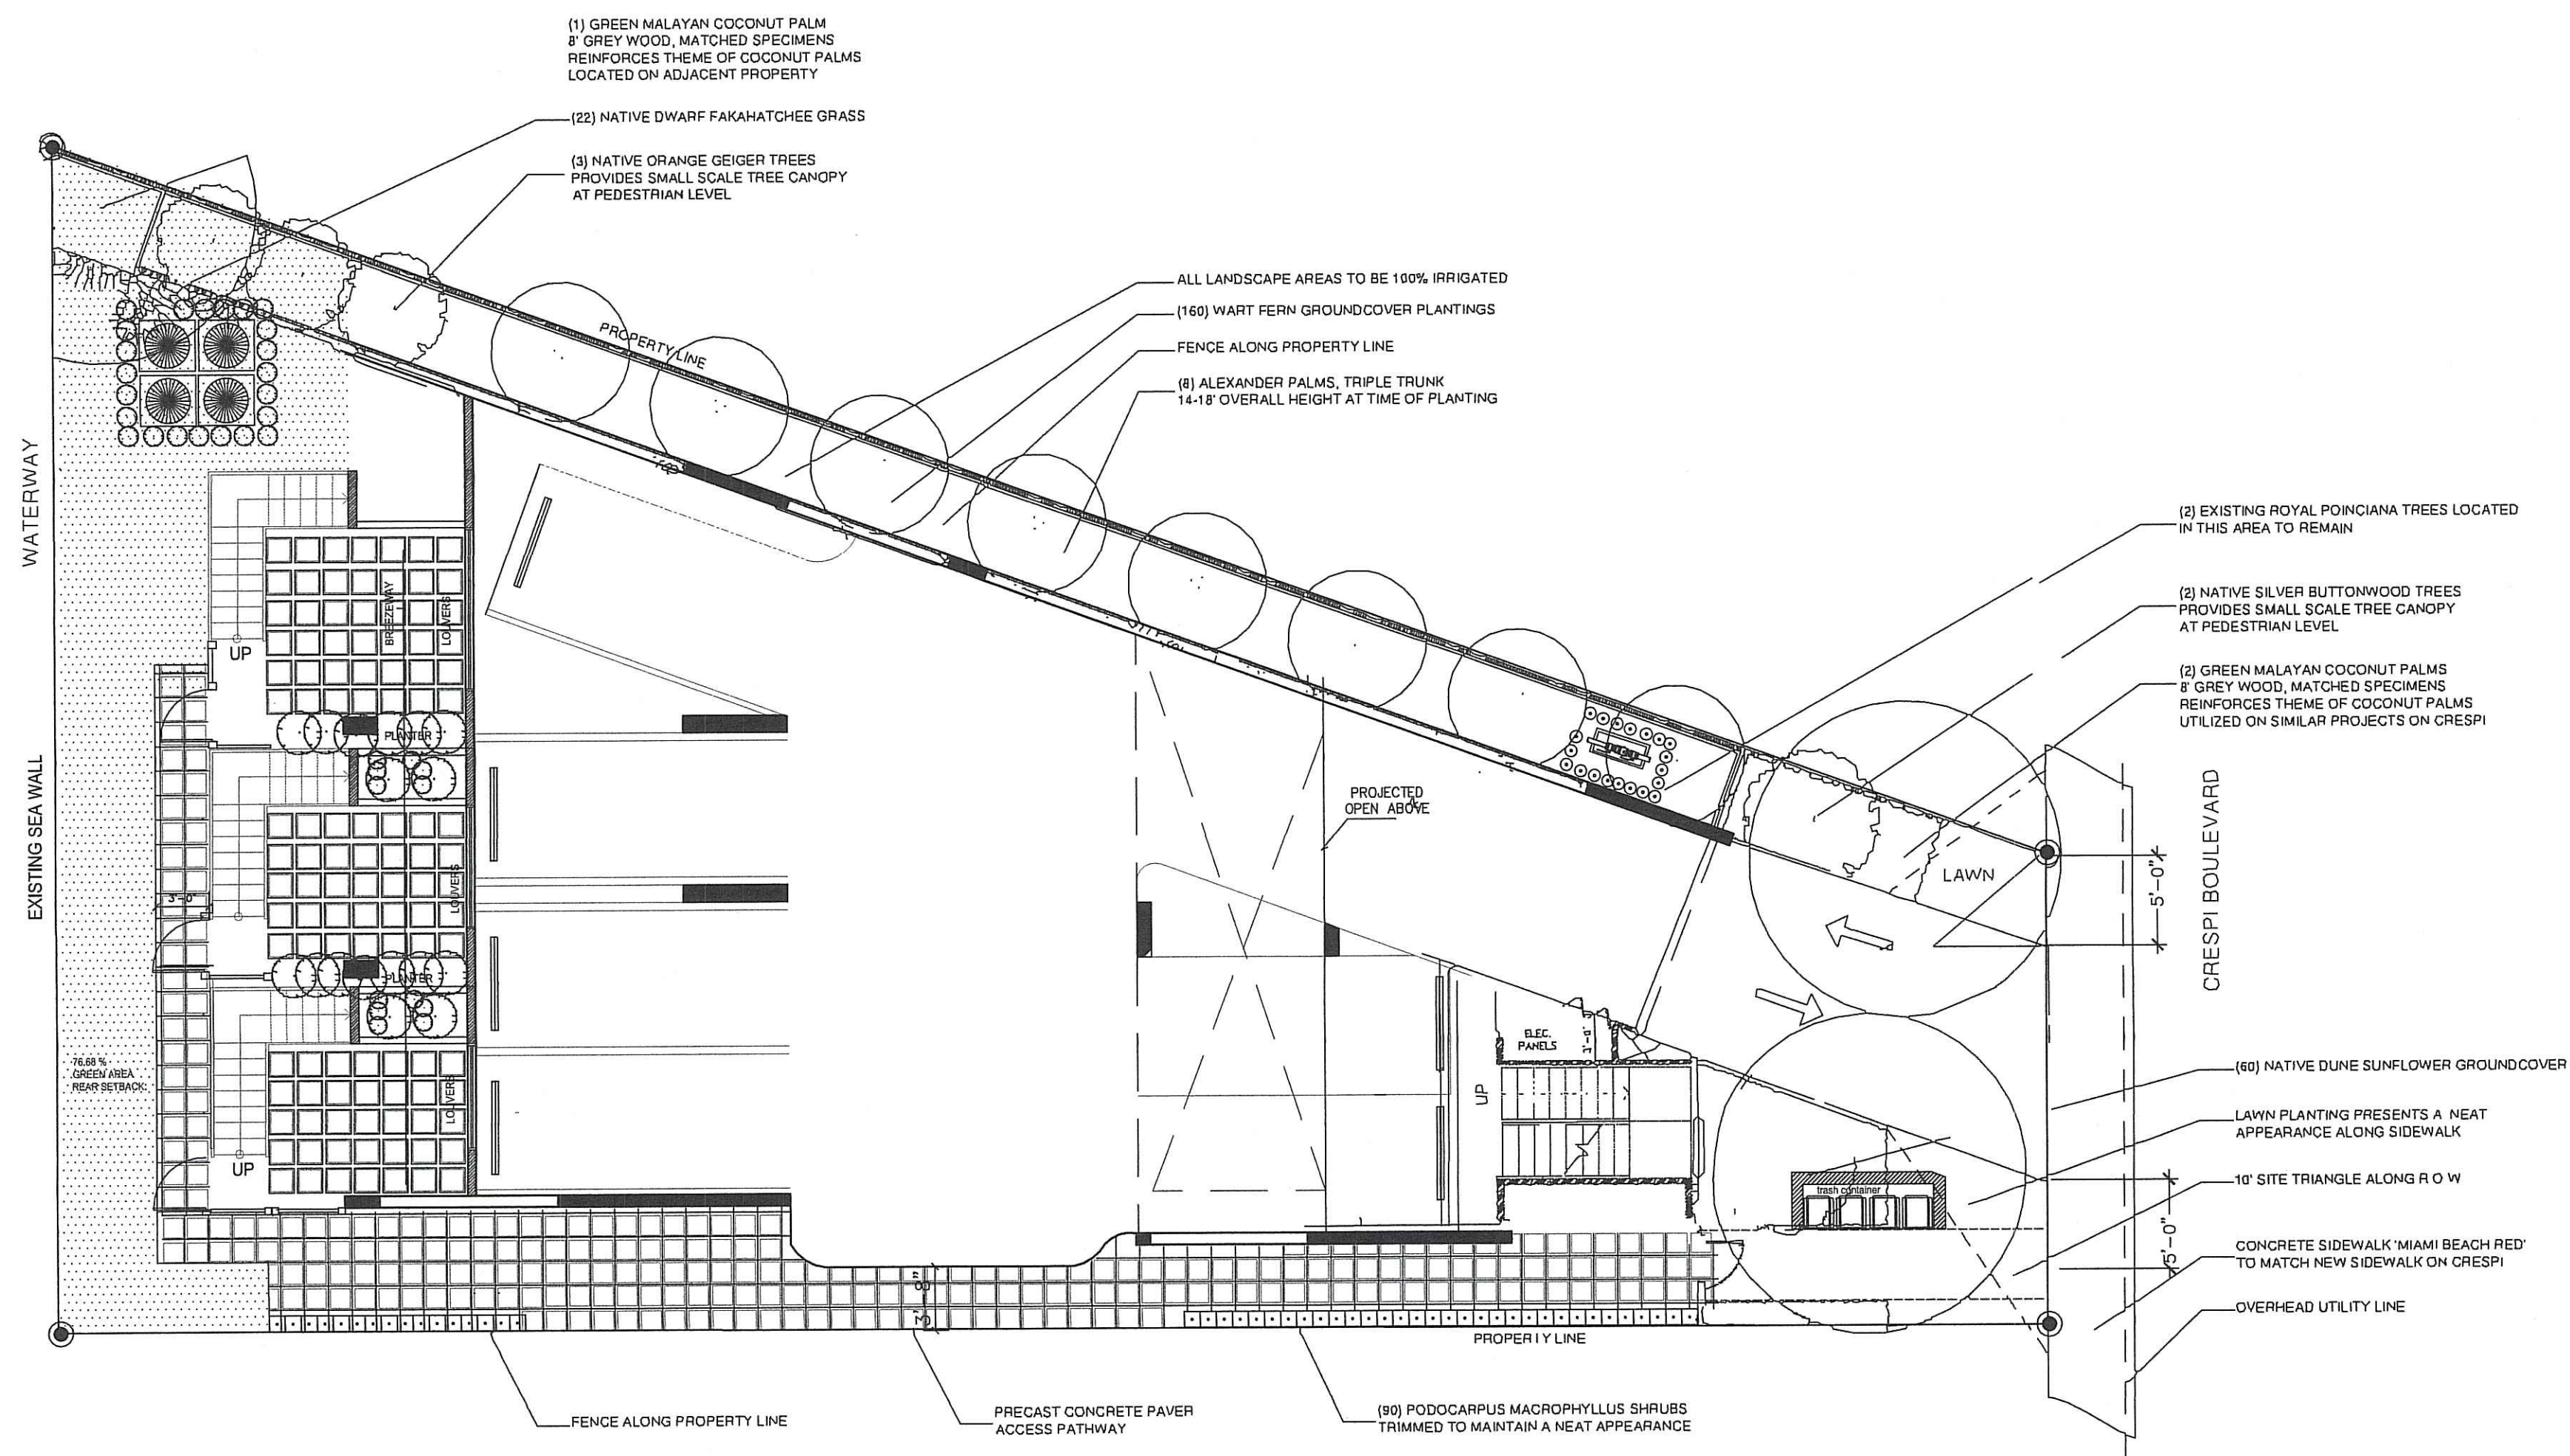 (1) GREEN MALAYAN COCONUT PALM
8' GREY WOOD, MATCHED SPECIMENS
REINFORCES THEME OF COCONUT PALMS
LOCATED ON ADJACENT PROPERTY
(22) NATIVE DWARF FAKAHATCHEE GRASS
(3) NATIVE ORANGE GEIGER TREES
PROVIDES SMALL SCALE TREE CANOPY
AT PEDESTRIAN LEVEL
ALL LANDSCAPE AREAS TO BE 100% IRRIGATED
(160) WART FERN GROUNDCOVER PLANTINGS
FENCE ALONG PROPERTY LINE
(8) ALEXANDER PALMS, TRIPLE TRUNK
14-18' OVERALL HEIGHT AT TIME OF PLANTING
PROPERTY LINE
(2) EXISTING ROYAL POINCIANA TREES LOCATED
IN THIS AREA TO REMAIN
(2) NATIVE SILVER BUTTONWOOD TREES
PROVIDES SMALL SCALE TREE CANOPY
AT PEDESTRIAN LEVEL
(2) GREEN MALAYAN COCONUT PALMS
8' GREY WOOD, MATCHED SPECIMENS
REINFORCES THEME OF COCONUT PALMS
UTILIZED ON SIMILAR PROJECTS ON CRESPI
WATERWAY
EXISTING SEA WALL
BREEZEWAY
LOUVERS
UP
PLANTER
PROJECTED
OPEN ABOVE
LAWN
5'-0"
CRESPI BOULEVARD
3'-0"
LOUVERS
PLANTER
ELEC.
PANELS
3'-0"
UP
76.68 %
GREEN AREA
REAR SETBACK
LOUVERS
UP
trash container
(60) NATIVE DUNE SUNFLOWER GROUNDCOVER
LAWN PLANTING PRESENTS A NEAT
APPEARANCE ALONG SIDEWALK
10' SITE TRIANGLE ALONG R O W
5'-0"
CONCRETE SIDEWALK 'MIAMI BEACH RED'
TO MATCH NEW SIDEWALK ON CRESPI
OVERHEAD UTILITY LINE
PROPERTY LINE
FENCE ALONG PROPERTY LINE
PRECAST CONCRETE PAVER
ACCESS PATHWAY
(90) PODOCARPUS MACROPHYLLUS SHRUBS
TRIMMED TO MAINTAIN A NEAT APPEARANCE